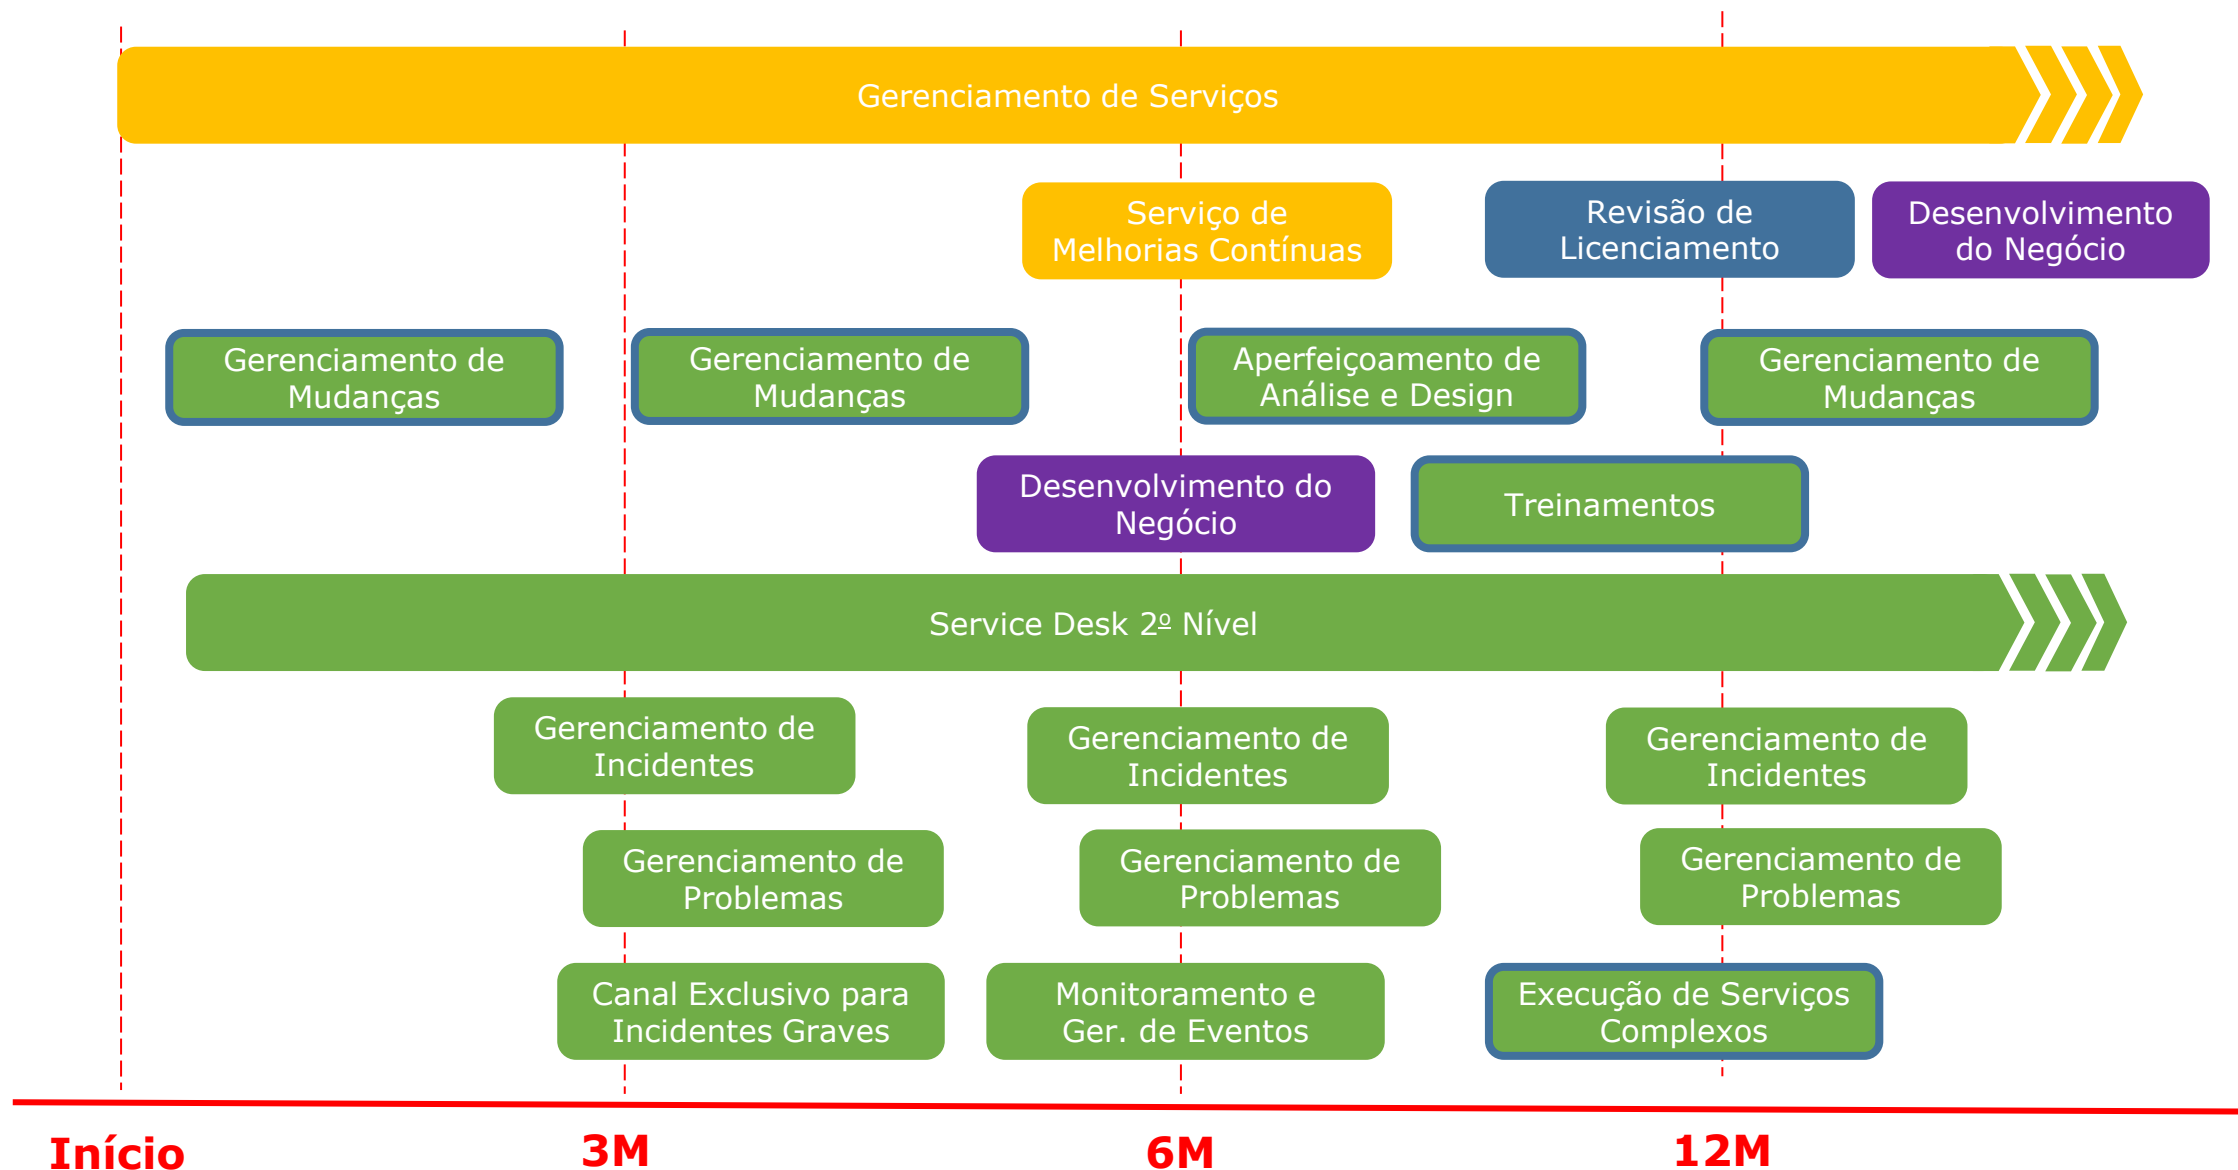 Gerenciamento de Serviços
Serviço de
Melhorias Contínuas
Revisão de
Licenciamento
Desenvolvimento
do Negócio
Gerenciamento de
Mudanças
Gerenciamento de
Mudanças
Aperfeiçoamento de
Análise e Design
Gerenciamento de
Mudanças
Desenvolvimento do
Negócio
Treinamentos
Service Desk 2º Nível
Gerenciamento de
Incidentes
Gerenciamento de
Incidentes
Gerenciamento de
Incidentes
Gerenciamento de
Problemas
Gerenciamento de
Problemas
Gerenciamento de
Problemas
Canal Exclusivo para
Incidentes Graves
Monitoramento e
Ger. de Eventos
Execução de Serviços
Complexos
Início
3M
6M
12M